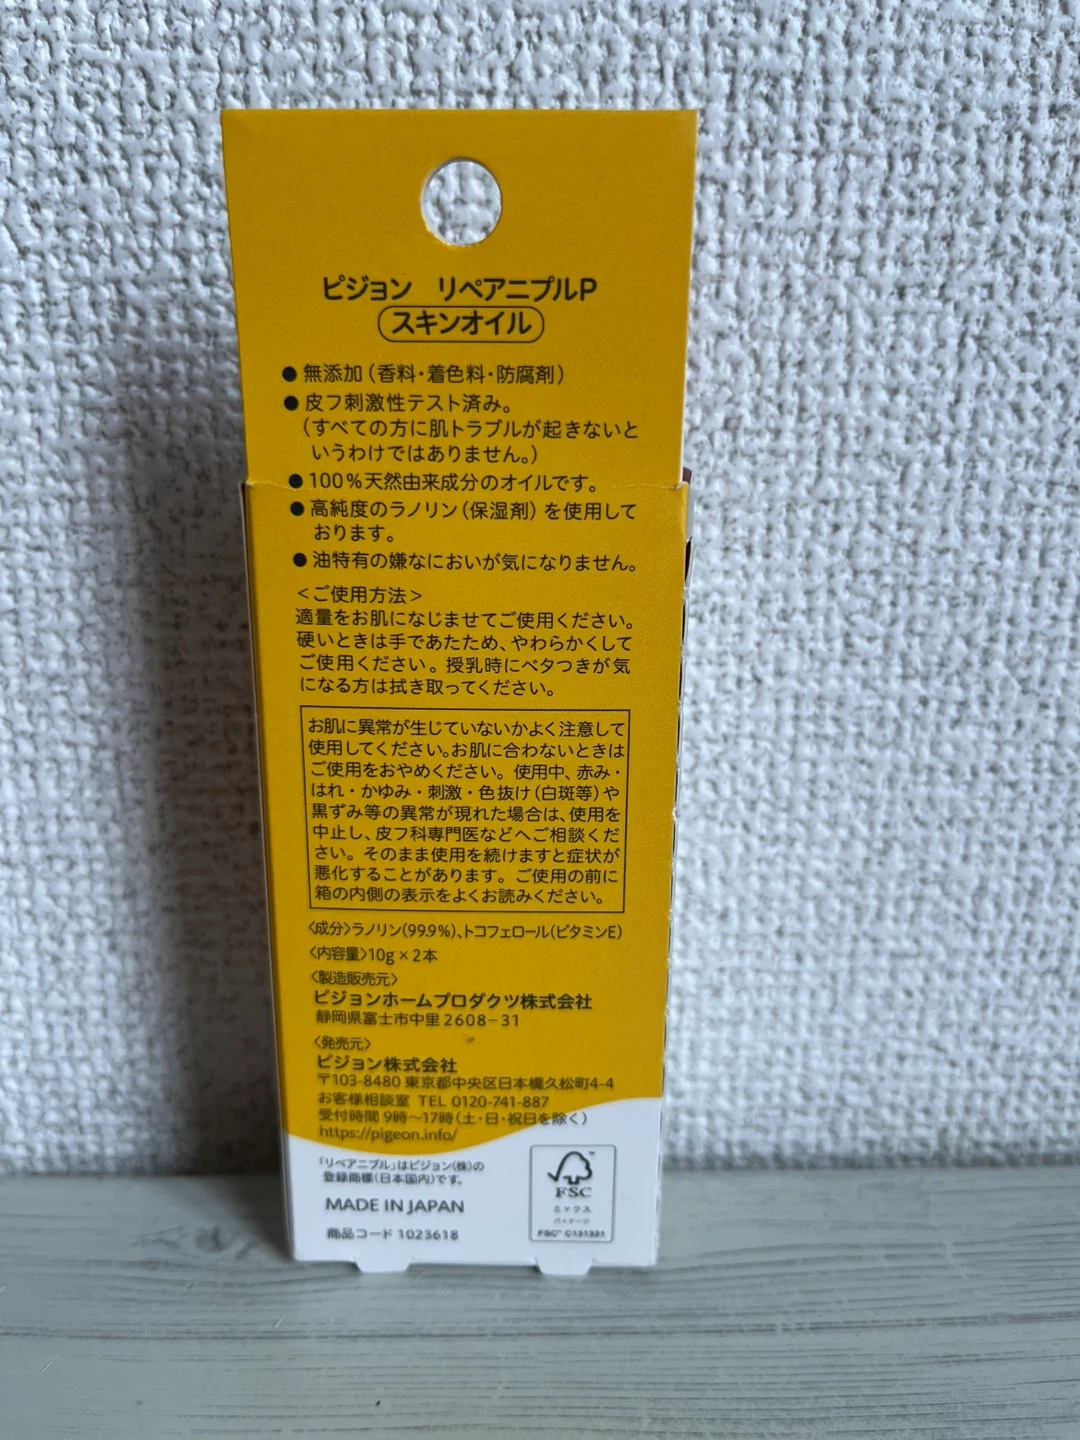 ピジョン　リペアニプルP
スキンオイル
● 無添加（香料・着色料・防腐剤）
● 皮フ刺激性テスト済み。
（すべての方に肌トラブルが起きないと
いうわけではありません。）
● 100％天然由来成分のオイルです。
● 高純度のラノリン（保湿剤）を使用して
おります。
● 油特有の嫌なにおいが気になりません。
＜ご使用方法＞
適量をお肌になじませてご使用ください。
硬いときは手であたため、やわらかくして
ご使用ください。授乳時にベタつきが気
になる方は拭き取ってください。
お肌に異常が生じていないかよく注意して
使用してください。お肌に合わないときは
ご使用をおやめください。使用中、赤み・
はれ・かゆみ・刺激・色抜け（白斑等）や
黒ずみ等の異常が現れた場合は、使用を
中止し、皮フ科専門医などへご相談くだ
さい。そのまま使用を続けますと症状が
悪化することがあります。ご使用の前に
箱の内側の表示をよくお読みください。
〈成分〉ラノリン（99.9%）、トコフェロール（ビタミンE）
〈内容量〉10g×2本
〈製造販売元〉
ピジョンホームプロダクツ株式会社
静岡県富士市中里2608－31
〈発売元〉
ピジョン株式会社
〒103-8480 東京都中央区日本橋久松町4-4
お客様相談室 TEL 0120-741-887
受付時間 9時～17時（土・日・祝日を除く）
https://pigeon.info/
「リペアニプル」はピジョン（株）の
登録商標（日本国内）です。
MADE IN JAPAN
商品コード 1023618
FSC
ミックス
パッケージ